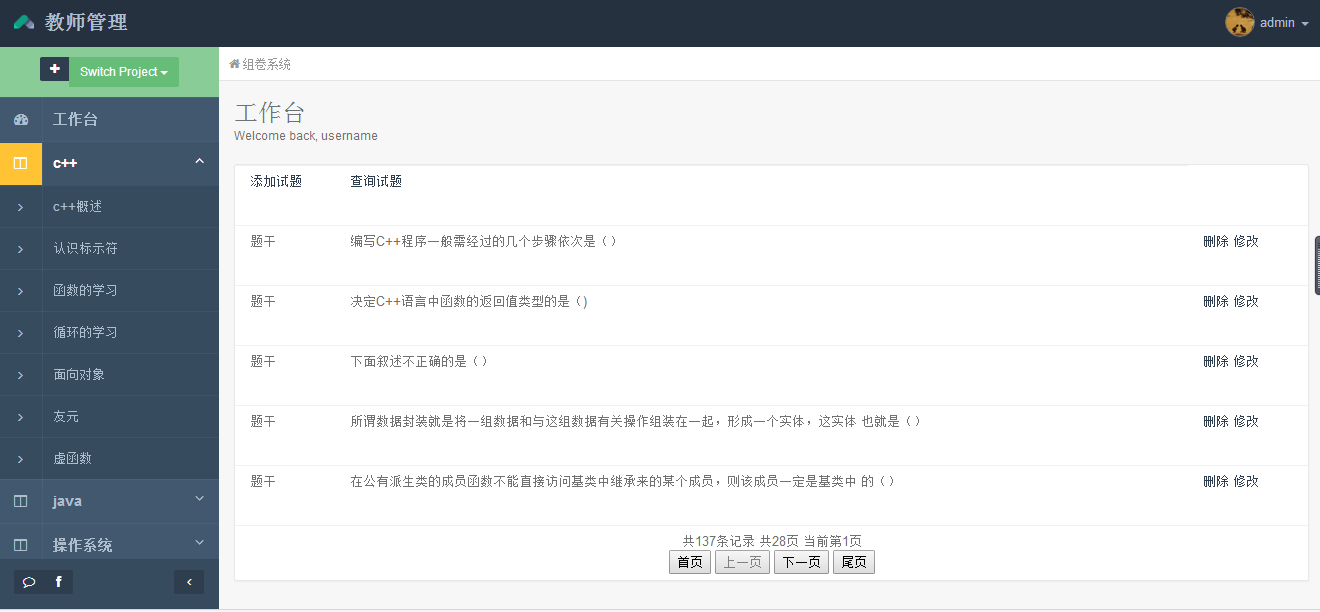 教师管理
admin
Switch Project
组卷系统
工作台
c++
c++概述
认识标示符
函数的学习
循环的学习
面向对象
友元
虚函数
java
操作系统
工作台
Welcome back, username
添加试题 查询试题
题干 编写C++程序一般需经过的几个步骤依次是（ ） 删除 修改
题干 决定C++语言中函数的返回值类型的是（) 删除 修改
题干 下面叙述不正确的是（ ） 删除 修改
题干 所谓数据封装就是将一组数据和与这组数据有关操作组装在一起，形成一个实体，这实体 也就是（ ） 删除 修改
题干 在公有派生类的成员函数不能直接访问基类中继承来的某个成员，则该成员一定是基类中 的（ ） 删除 修改
共137条记录 共28页 当前第1页
首页 上一页 下一页 尾页